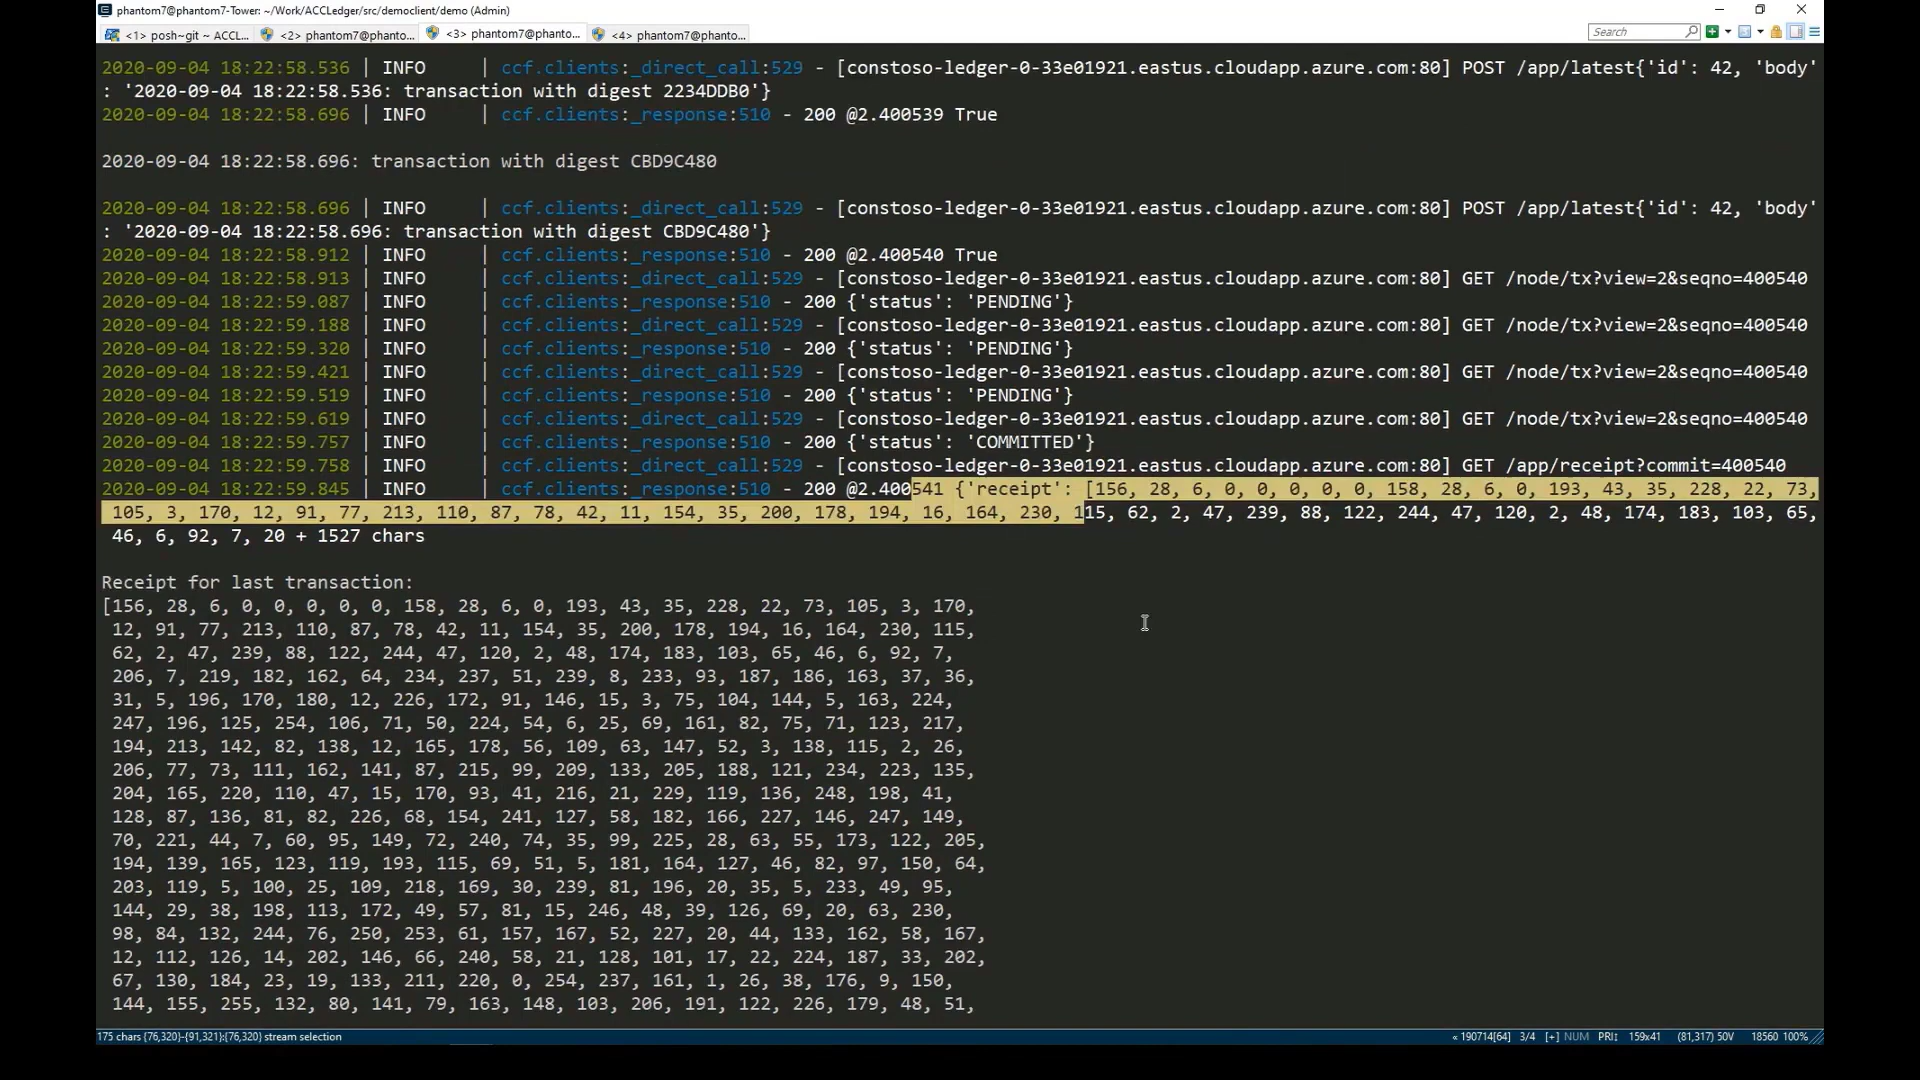 phantom7@phantom7-Tower: ~/Work/ACCLedger/src/democlient/demo (Admin)
<1> posh~git ~ ACCL... <2> phantom7@phanto... <3> phantom7@phanto... <4> phantom7@phanto... Search
2020-09-04 18:22:58.536 | INFO | ccf.clients:_direct_call:529 - [constoso-ledger-0-33e01921.eastus.cloudapp.azure.com:80] POST /app/latest{'id': 42, 'body'
: '2020-09-04 18:22:58.536: transaction with digest 2234DDB0'}
2020-09-04 18:22:58.696 | INFO | ccf.clients:_response:510 - 200 @2.400539 True
2020-09-04 18:22:58.696: transaction with digest CBD9C480
2020-09-04 18:22:58.696 | INFO | ccf.clients:_direct_call:529 - [constoso-ledger-0-33e01921.eastus.cloudapp.azure.com:80] POST /app/latest{'id': 42, 'body'
: '2020-09-04 18:22:58.696: transaction with digest CBD9C480'}
2020-09-04 18:22:58.912 | INFO | ccf.clients:_response:510 - 200 @2.400540 True
2020-09-04 18:22:58.913 | INFO | ccf.clients:_direct_call:529 - [constoso-ledger-0-33e01921.eastus.cloudapp.azure.com:80] GET /node/tx?view=2&seqno=400540
2020-09-04 18:22:59.087 | INFO | ccf.clients:_response:510 - 200 {'status': 'PENDING'}
2020-09-04 18:22:59.188 | INFO | ccf.clients:_direct_call:529 - [constoso-ledger-0-33e01921.eastus.cloudapp.azure.com:80] GET /node/tx?view=2&seqno=400540
2020-09-04 18:22:59.320 | INFO | ccf.clients:_response:510 - 200 {'status': 'PENDING'}
2020-09-04 18:22:59.421 | INFO | ccf.clients:_direct_call:529 - [constoso-ledger-0-33e01921.eastus.cloudapp.azure.com:80] GET /node/tx?view=2&seqno=400540
2020-09-04 18:22:59.519 | INFO | ccf.clients:_response:510 - 200 {'status': 'PENDING'}
2020-09-04 18:22:59.619 | INFO | ccf.clients:_direct_call:529 - [constoso-ledger-0-33e01921.eastus.cloudapp.azure.com:80] GET /node/tx?view=2&seqno=400540
2020-09-04 18:22:59.757 | INFO | ccf.clients:_response:510 - 200 {'status': 'COMMITTED'}
2020-09-04 18:22:59.758 | INFO | ccf.clients:_direct_call:529 - [constoso-ledger-0-33e01921.eastus.cloudapp.azure.com:80] GET /app/receipt?commit=400540
2020-09-04 18:22:59.845 | INFO | ccf.clients:_response:510 - 200 @2.400541 {'receipt': [156, 28, 6, 0, 0, 0, 0, 0, 158, 28, 6, 0, 193, 43, 35, 228, 22, 73,
105, 3, 170, 12, 91, 77, 213, 110, 87, 78, 42, 11, 154, 35, 200, 178, 194, 16, 164, 230, 115, 62, 2, 47, 239, 88, 122, 244, 47, 120, 2, 48, 174, 183, 103, 65,
46, 6, 92, 7, 20 + 1527 chars
Receipt for last transaction:
[156, 28, 6, 0, 0, 0, 0, 0, 158, 28, 6, 0, 193, 43, 35, 228, 22, 73, 105, 3, 170,
12, 91, 77, 213, 110, 87, 78, 42, 11, 154, 35, 200, 178, 194, 16, 164, 230, 115,
62, 2, 47, 239, 88, 122, 244, 47, 120, 2, 48, 174, 183, 103, 65, 46, 6, 92, 7,
206, 7, 219, 182, 162, 64, 234, 237, 51, 239, 8, 233, 93, 187, 186, 163, 37, 36,
31, 5, 196, 170, 180, 12, 226, 172, 91, 146, 15, 3, 75, 104, 144, 5, 163, 224,
247, 196, 125, 254, 106, 71, 50, 224, 54, 6, 25, 69, 161, 82, 75, 71, 123, 217,
194, 213, 142, 82, 138, 12, 165, 178, 56, 109, 63, 147, 52, 3, 138, 115, 2, 26,
206, 77, 73, 111, 162, 141, 87, 215, 99, 209, 133, 205, 188, 121, 234, 223, 135,
204, 165, 220, 110, 47, 15, 170, 93, 41, 216, 21, 229, 119, 136, 248, 198, 41,
128, 87, 136, 81, 82, 226, 68, 154, 241, 127, 58, 182, 166, 227, 146, 247, 149,
70, 221, 44, 7, 60, 95, 149, 72, 240, 74, 35, 99, 225, 28, 63, 55, 173, 122, 205,
194, 139, 165, 123, 119, 193, 115, 69, 51, 5, 181, 164, 127, 46, 82, 97, 150, 64,
203, 119, 5, 100, 25, 109, 218, 169, 30, 239, 81, 196, 20, 35, 5, 233, 49, 95,
144, 29, 38, 198, 113, 172, 49, 57, 81, 15, 246, 48, 39, 126, 69, 20, 63, 230,
98, 84, 132, 244, 76, 250, 253, 61, 157, 167, 52, 227, 20, 44, 133, 162, 58, 167,
12, 112, 126, 14, 202, 146, 66, 240, 58, 21, 128, 101, 17, 22, 224, 187, 33, 202,
67, 130, 184, 23, 19, 133, 211, 220, 0, 254, 237, 161, 1, 26, 38, 176, 9, 150,
144, 155, 255, 132, 80, 141, 79, 163, 148, 103, 206, 191, 122, 226, 179, 48, 51,
175 chars {76,320}-{91,321}:{76,320} stream selection « 190714[64] 3/4 [+] NUM PRI↕ 159x41 (81,317) 50V 18560 100%